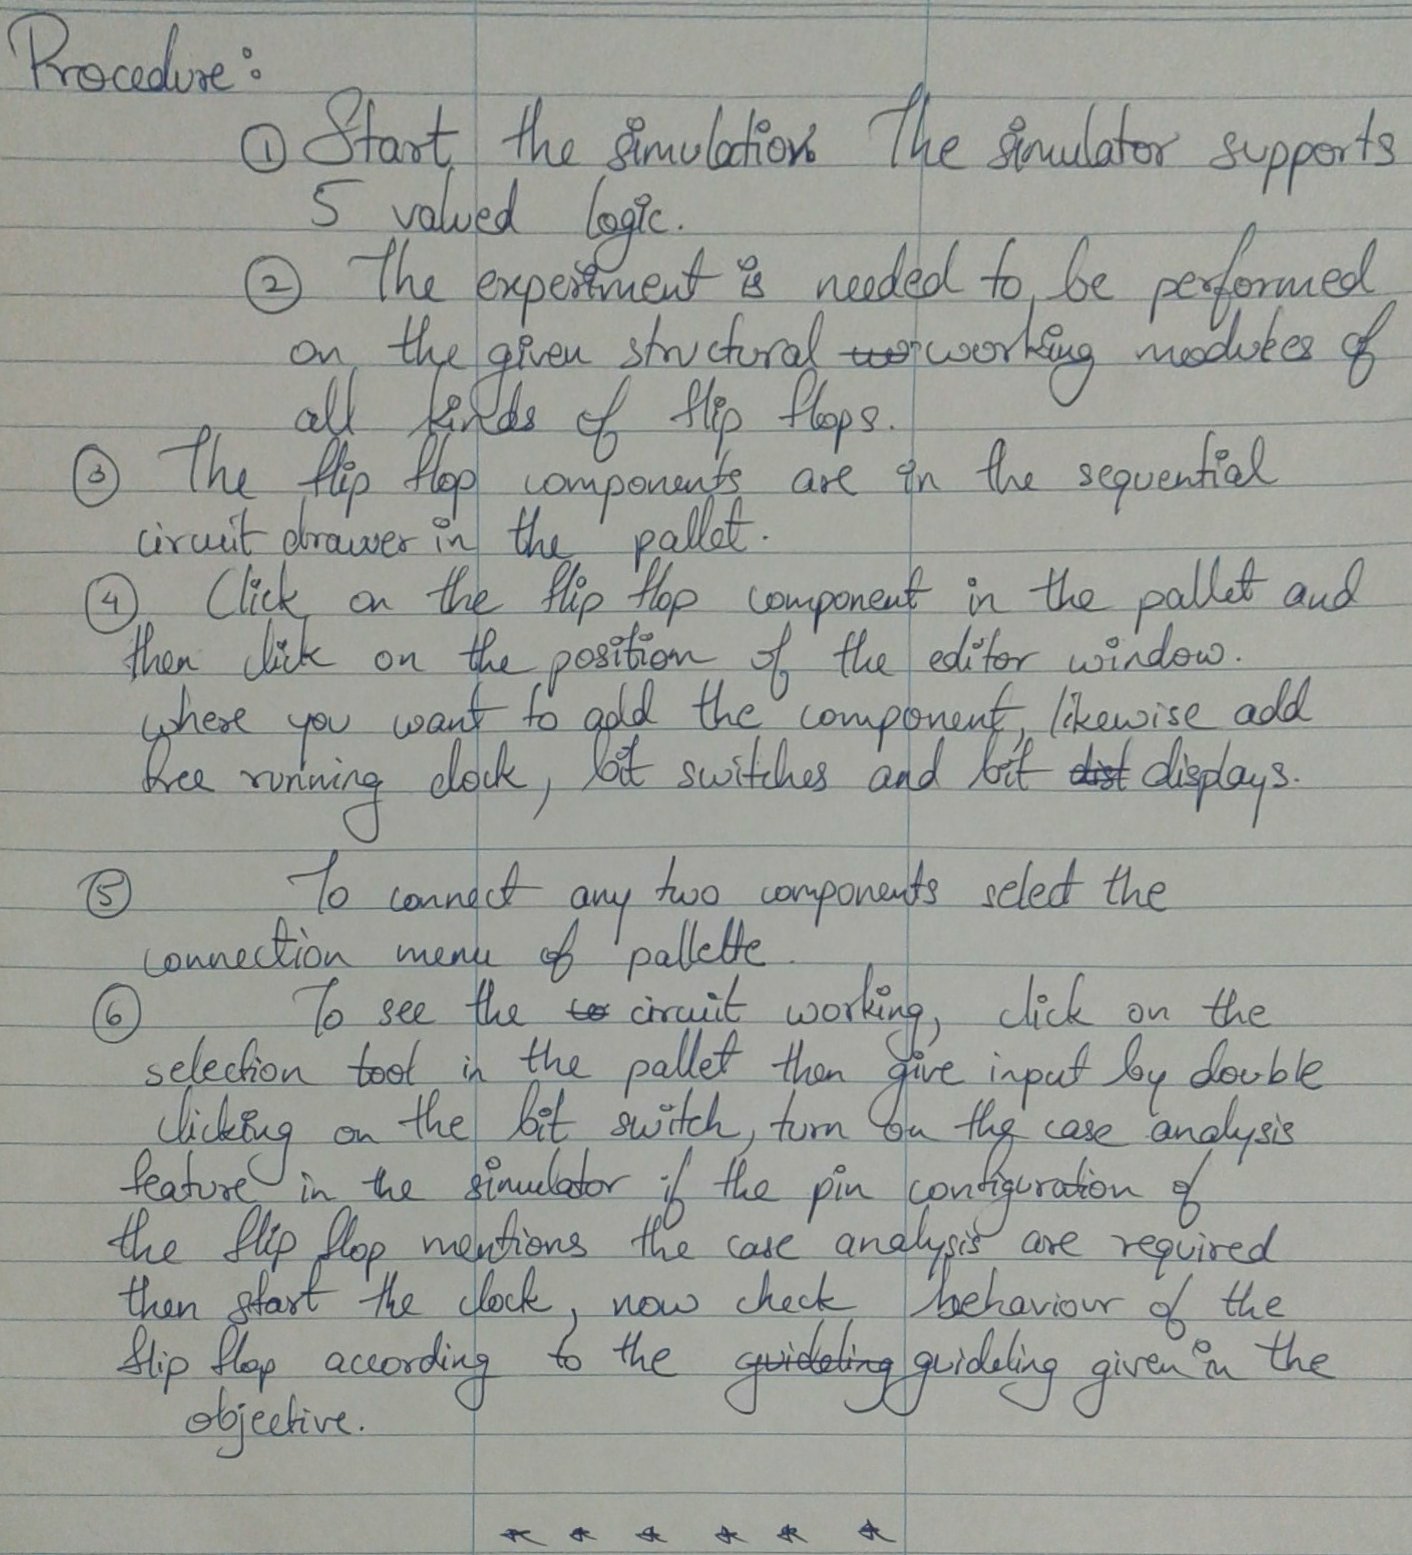 Procedure:
① Start the simulation. The simulator supports
5 valued logic.
② The experiment is needed to be performed
on the given structural ~~wor~~ working modules of
all kinds of flip flops.
③ The flip flop components are in the sequential
circuit drawer in the pallet.
④ Click on the flip flop component in the pallet and
then click on the position of the editor window.
where you want to add the component, likewise add
free running clock, bit switches and bit ~~dist~~ displays.
⑤ To connect any two components select the
connection menu of pallette.
⑥ To see the ~~to~~ circuit working, click on the
selection tool in the pallet then give input by double
clicking on the bit switch, turn on the case analysis
feature in the simulator if the pin configuration of
the flip flop mentions the case analysis are required
then start the clock, now check behaviour of the
flip flop according to the ~~guideling~~ guideling given in the
objective.
* * * * * *